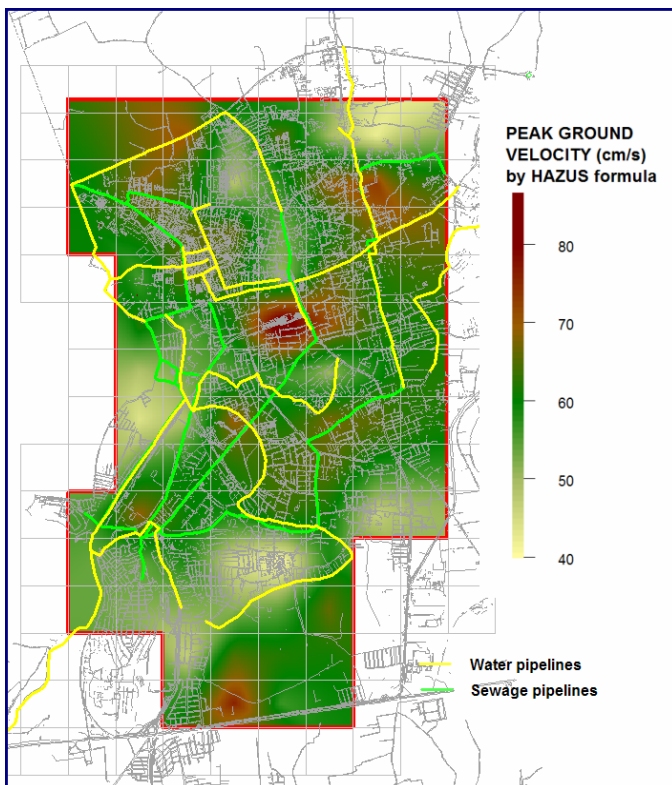 PEAK GROUND
VELOCITY (cm/s)
by HAZUS formula
80
70
60
50
40
Water pipelines
Sewage pipelines